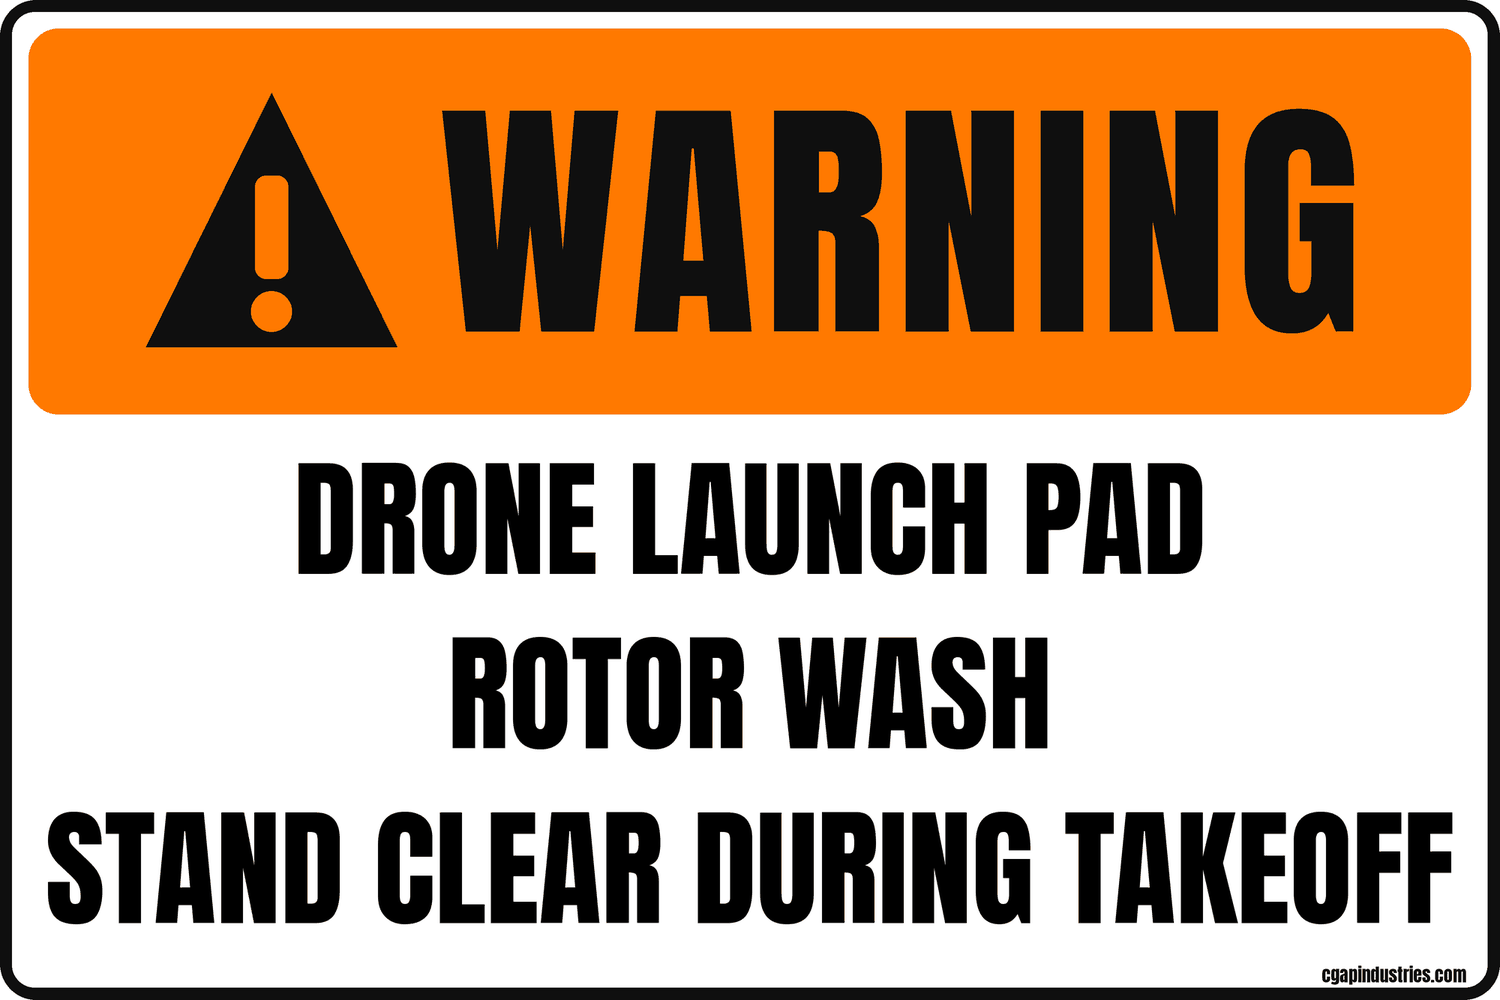 WARNING
DRONE LAUNCH PAD
ROTOR WASH
STAND CLEAR DURING TAKEOFF
cgapindustries.com